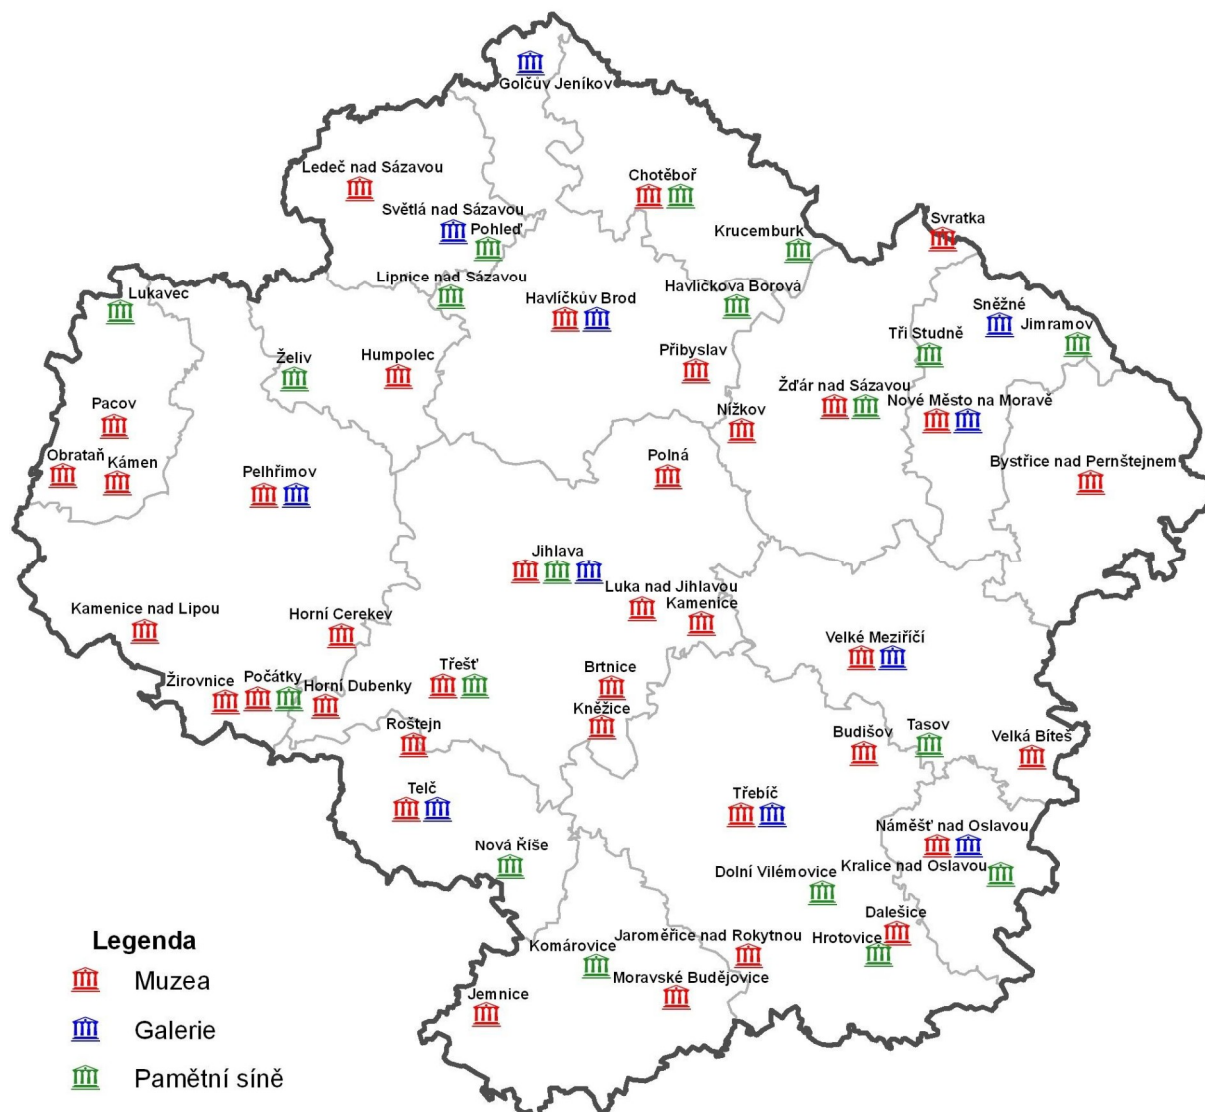 Golčův Jeníkov
Ledeč nad Sázavou
Chotěboř
Světlá nad Sázavou
Svratka
Pohleď
Krucemburk
Lipnice nad Sázavou
Havlíčkova Borová
Lukavec
Havlíčkův Brod
Sněžné
Jimramov
Tři Studně
Želiv
Humpolec
Přibyslav
Žďár nad Sázavou
Pacov
Nové Město na Moravě
Nížkov
Obrataň
Kámen
Polná
Bystřice nad Pernštejnem
Pelhřimov
Jihlava
Luka nad Jihlavou
Kamenice
Kamenice nad Lipou
Horní Cerekev
Velké Meziříčí
Třešť
Brtnice
Žirovnice
Počátky
Horní Dubenky
Kněžice
Roštejn
Budišov
Tasov
Velká Bíteš
Telč
Třebíč
Náměšť nad Oslavou
Nová Říše
Dolní Vilémovice
Kralice nad Oslavou
Dalešice
Jaroměřice nad Rokytnou
Hrotovice
Komárovice
Moravské Budějovice
Jemnice
Legenda
Muzea
Galerie
Pamětní síně